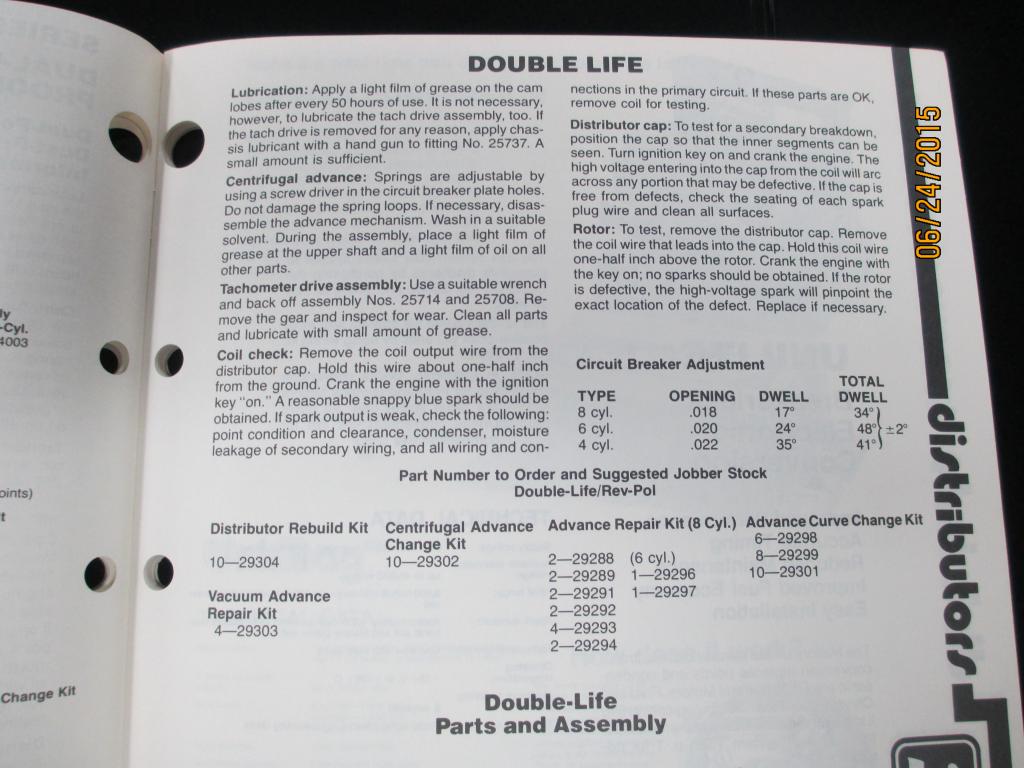 DOUBLE LIFE
Lubrication: Apply a light film of grease on the cam
lobes after every 50 hours of use. It is not necessary,
however, to lubricate the tach drive assembly, too. If
the tach drive is removed for any reason, apply chas-
sis lubricant with a hand gun to fitting No. 25737. A
small amount is sufficient.
Centrifugal advance: Springs are adjustable by
using a screw driver in the circuit breaker plate holes.
Do not damage the spring loops. If necessary, disas-
semble the advance mechanism. Wash in a suitable
solvent. During the assembly, place a light film of
grease at the upper shaft and a light film of oil on all
other parts.
Tachometer drive assembly: Use a suitable wrench
and back off assembly Nos. 25714 and 25708. Re-
move the gear and inspect for wear. Clean all parts
and lubricate with small amount of grease.
Coil check: Remove the coil output wire from the
distributor cap. Hold this wire about one-half inch
from the ground. Crank the engine with the ignition
key "on." A reasonable snappy blue spark should be
obtained. If spark output is weak, check the following:
point condition and clearance, condenser, moisture
leakage of secondary wiring, and all wiring and con-
nections in the primary circuit. If these parts are OK,
remove coil for testing.
Distributor cap: To test for a secondary breakdown,
position the cap so that the inner segments can be
seen. Turn ignition key on and crank the engine. The
high voltage entering into the cap from the coil will arc
across any portion that may be defective. If the cap is
free from defects, check the seating of each spark
plug wire and clean all surfaces.
Rotor: To test, remove the distributor cap. Remove
the coil wire that leads into the cap. Hold this coil wire
one-half inch above the rotor. Crank the engine with
the key on; no sparks should be obtained. If the rotor
is defective, the high-voltage spark will pinpoint the
exact location of the defect. Replace if necessary.
Circuit Breaker Adjustment
TOTAL
TYPE OPENING DWELL DWELL
8 cyl. .018 17° 34°
6 cyl. .020 24° 48° ±2°
4 cyl. .022 35° 41°
Part Number to Order and Suggested Jobber Stock
Double-Life/Rev-Pol
Distributor Rebuild Kit
10—29304
Vacuum Advance
Repair Kit
4—29303
Centrifugal Advance
Change Kit
10—29302
Advance Repair Kit (8 Cyl.)
2—29288 (6 cyl.)
2—29289 1—29296
2—29291 1—29297
2—29292
4—29293
2—29294
Advance Curve Change Kit
6—29298
8—29299
10—29301
Double-Life
Parts and Assembly
distributors
06/24/2015
ly
-Cyl.
4003
oints)
t
Change Kit